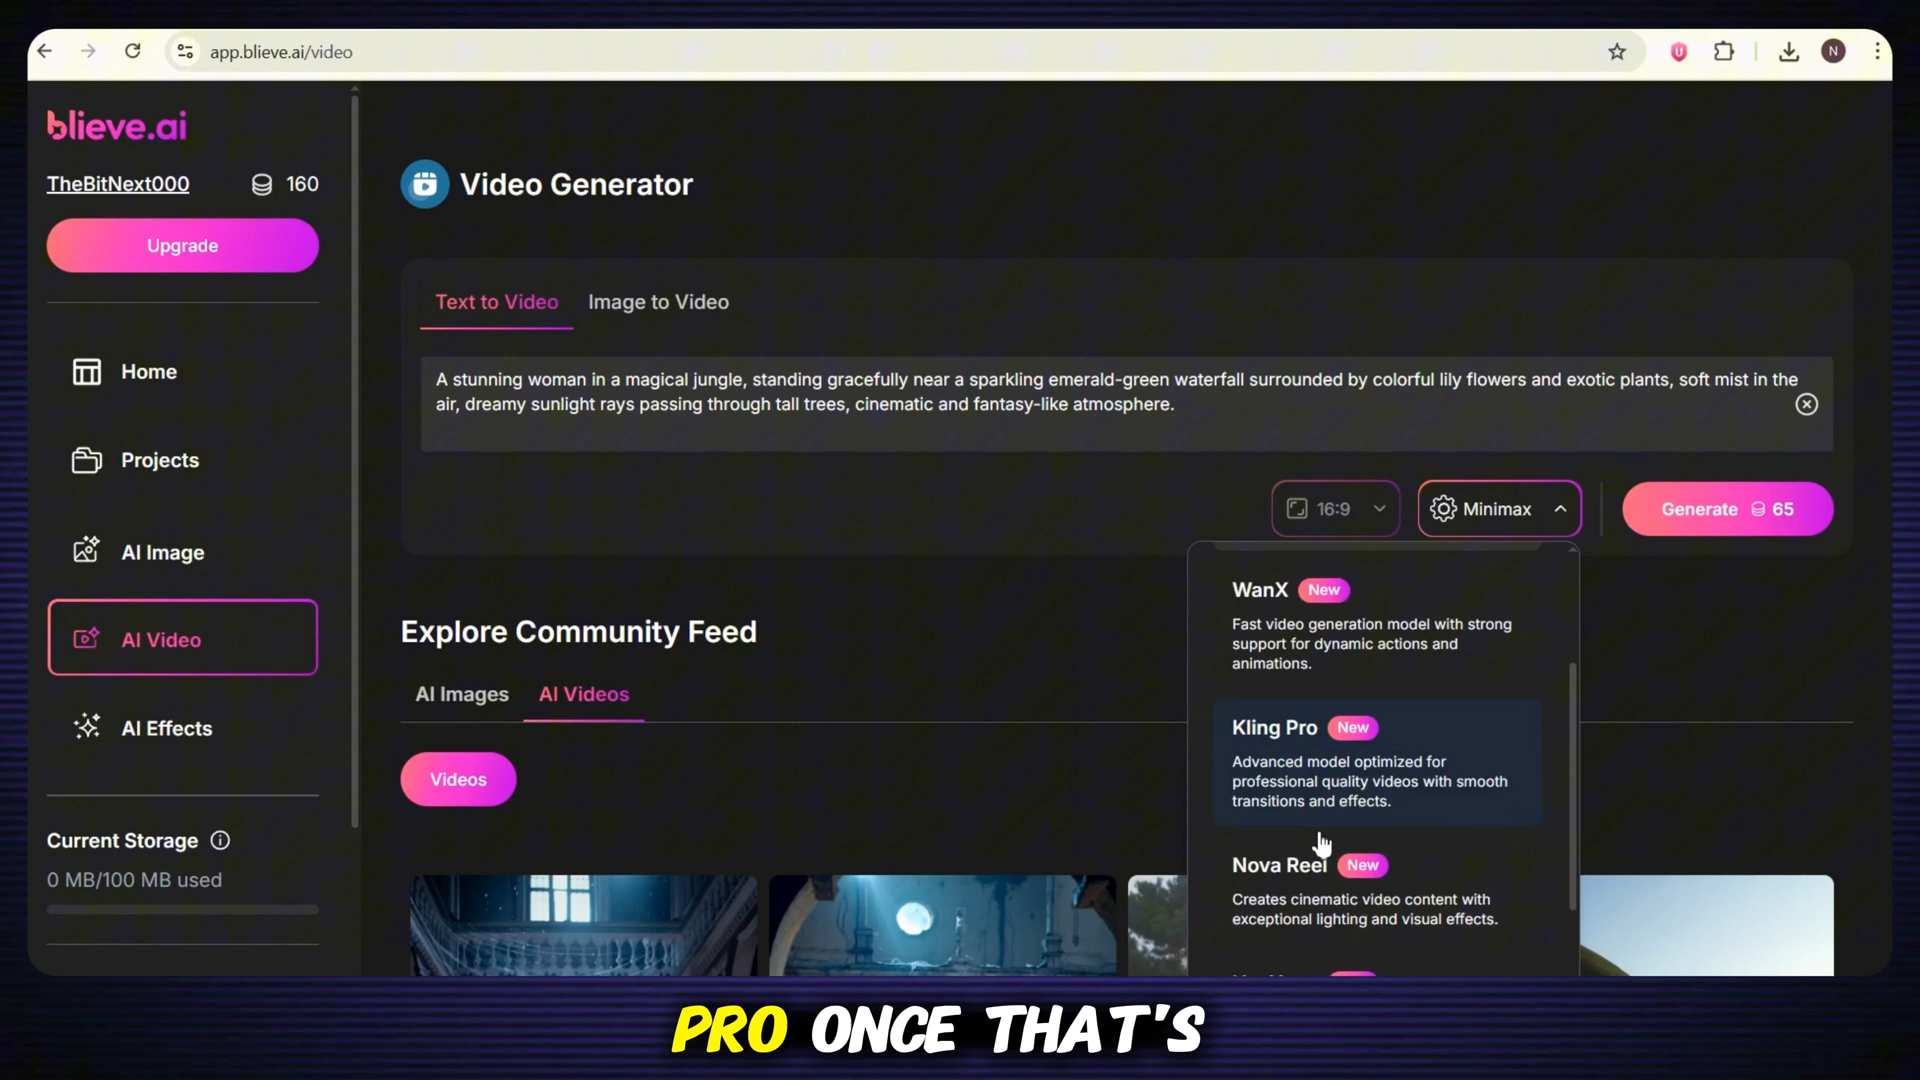 app.blieve.ai/video
N
blieve.ai
TheBitNext000
160
Upgrade
Home
Projects
AI Image
AI Video
AI Effects
Current Storage
0 MB/100 MB used
Video Generator
Text to Video
Image to Video
A stunning woman in a magical jungle, standing gracefully near a sparkling emerald-green waterfall surrounded by colorful lily flowers and exotic plants, soft mist in the
air, dreamy sunlight rays passing through tall trees, cinematic and fantasy-like atmosphere.
16:9
Minimax
Generate 65
WanX New
Fast video generation model with strong
support for dynamic actions and
animations.
Kling Pro New
Advanced model optimized for
professional quality videos with smooth
transitions and effects.
Nova Reel New
Creates cinematic video content with
exceptional lighting and visual effects.
Explore Community Feed
AI Images
AI Videos
Videos
PRO ONCE THAT'S